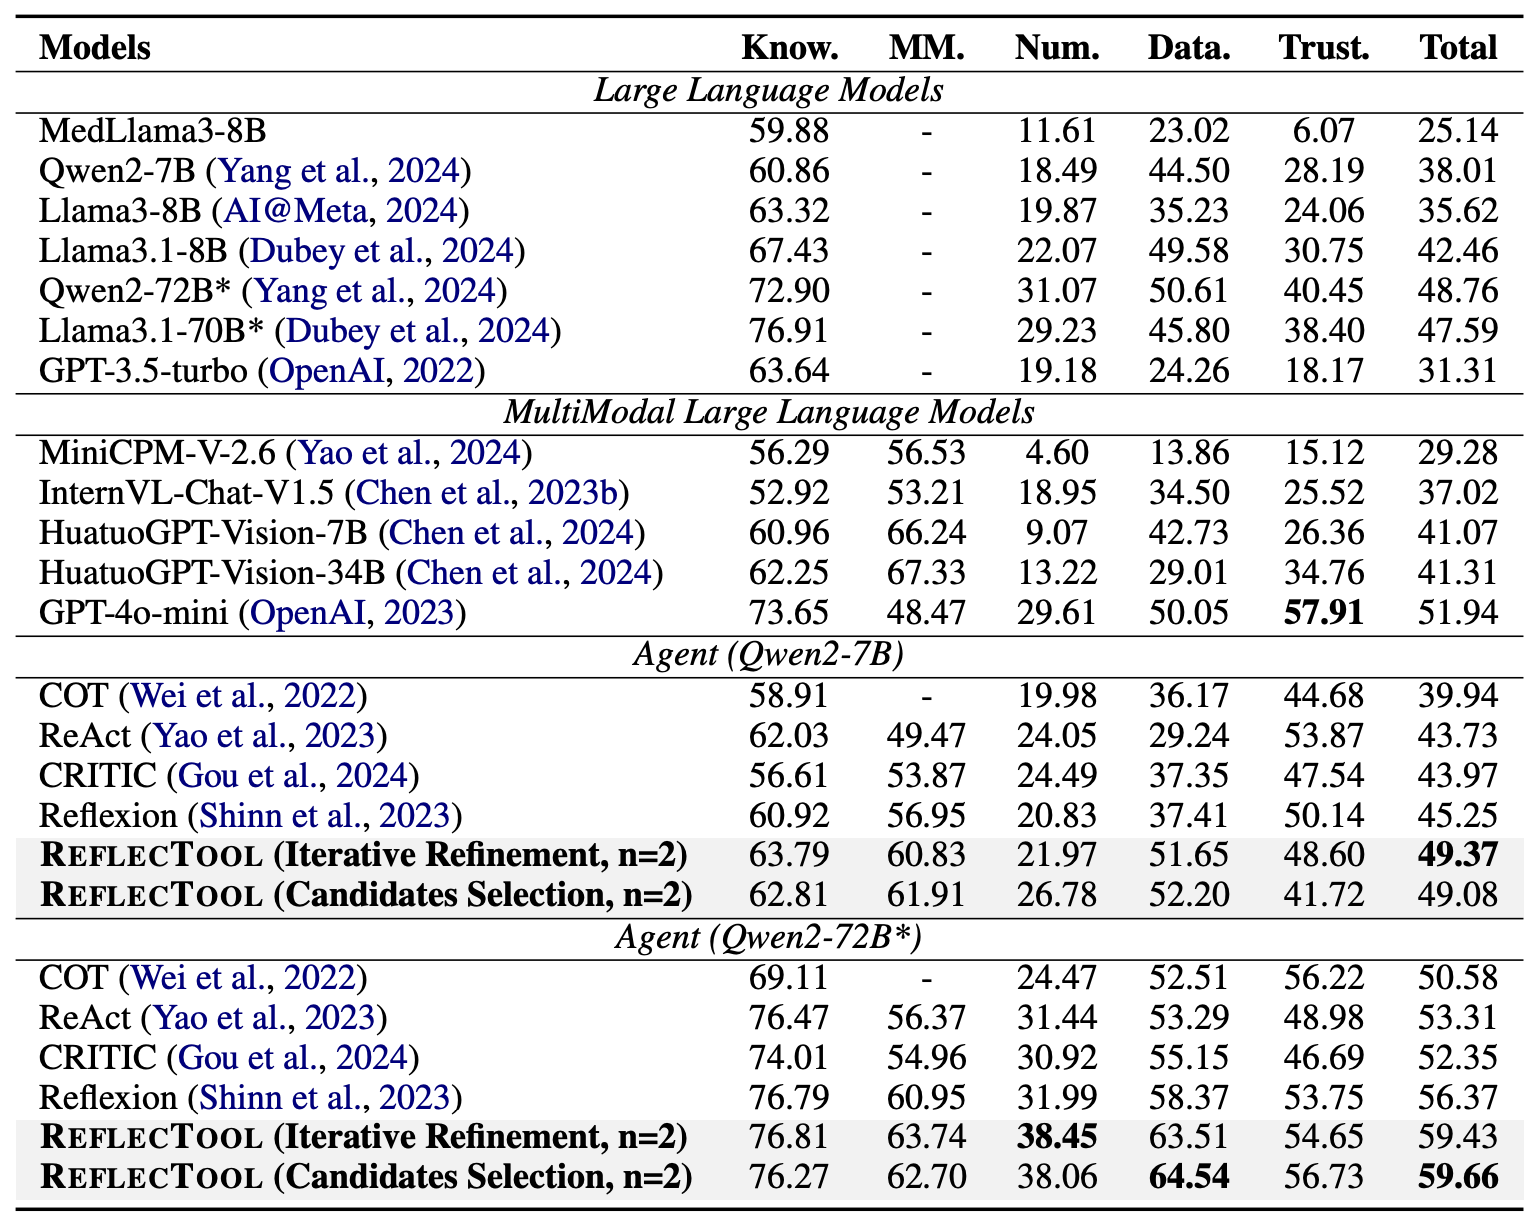 Models Know. MM. Num. Data. Trust. Total
Large Language Models
MedLlama3-8B 59.88 - 11.61 23.02 6.07 25.14
Qwen2-7B (Yang et al., 2024) 60.86 - 18.49 44.50 28.19 38.01
Llama3-8B (AI@Meta, 2024) 63.32 - 19.87 35.23 24.06 35.62
Llama3.1-8B (Dubey et al., 2024) 67.43 - 22.07 49.58 30.75 42.46
Qwen2-72B* (Yang et al., 2024) 72.90 - 31.07 50.61 40.45 48.76
Llama3.1-70B* (Dubey et al., 2024) 76.91 - 29.23 45.80 38.40 47.59
GPT-3.5-turbo (OpenAI, 2022) 63.64 - 19.18 24.26 18.17 31.31
MultiModal Large Language Models
MiniCPM-V-2.6 (Yao et al., 2024) 56.29 56.53 4.60 13.86 15.12 29.28
InternVL-Chat-V1.5 (Chen et al., 2023b) 52.92 53.21 18.95 34.50 25.52 37.02
HuatuoGPT-Vision-7B (Chen et al., 2024) 60.96 66.24 9.07 42.73 26.36 41.07
HuatuoGPT-Vision-34B (Chen et al., 2024) 62.25 67.33 13.22 29.01 34.76 41.31
GPT-4o-mini (OpenAI, 2023) 73.65 48.47 29.61 50.05 57.91 51.94
Agent (Qwen2-7B)
COT (Wei et al., 2022) 58.91 - 19.98 36.17 44.68 39.94
ReAct (Yao et al., 2023) 62.03 49.47 24.05 29.24 53.87 43.73
CRITIC (Gou et al., 2024) 56.61 53.87 24.49 37.35 47.54 43.97
Reflexion (Shinn et al., 2023) 60.92 56.95 20.83 37.41 50.14 45.25
REFLECTOOL (Iterative Refinement, n=2) 63.79 60.83 21.97 51.65 48.60 49.37
REFLECTOOL (Candidates Selection, n=2) 62.81 61.91 26.78 52.20 41.72 49.08
Agent (Qwen2-72B*)
COT (Wei et al., 2022) 69.11 - 24.47 52.51 56.22 50.58
ReAct (Yao et al., 2023) 76.47 56.37 31.44 53.29 48.98 53.31
CRITIC (Gou et al., 2024) 74.01 54.96 30.92 55.15 46.69 52.35
Reflexion (Shinn et al., 2023) 76.79 60.95 31.99 58.37 53.75 56.37
REFLECTOOL (Iterative Refinement, n=2) 76.81 63.74 38.45 63.51 54.65 59.43
REFLECTOOL (Candidates Selection, n=2) 76.27 62.70 38.06 64.54 56.73 59.66